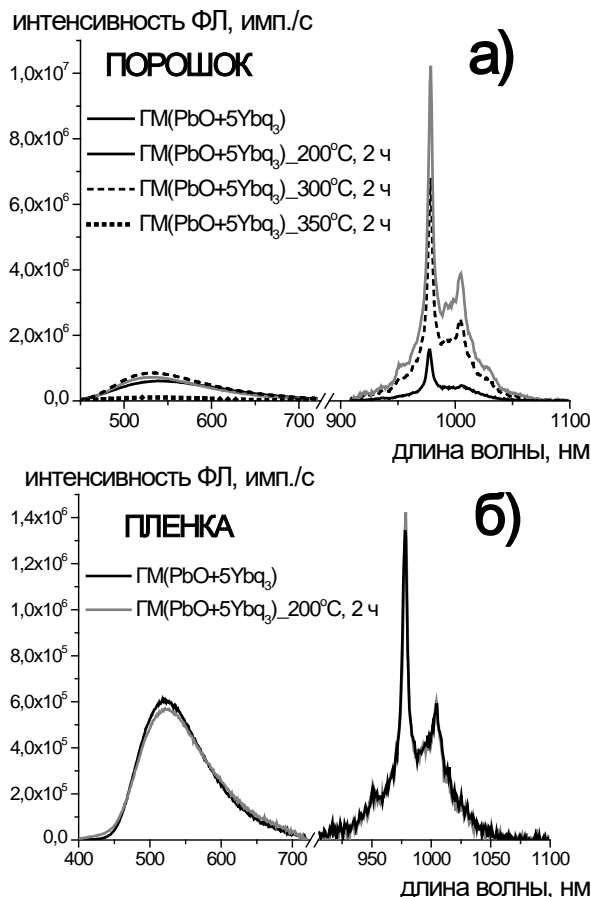 интенсивность ФЛ, имп./с
ПОРОШОК
а)
1,0x10⁷
8,0x10⁶
6,0x10⁶
4,0x10⁶
2,0x10⁶
0,0
ГМ(PbO+5Ybq₃)
ГМ(PbO+5Ybq₃)_200°C, 2 ч
ГМ(PbO+5Ybq₃)_300°C, 2 ч
ГМ(PbO+5Ybq₃)_350°C, 2 ч
500 600 700 900 1000 1100
длина волны, нм
интенсивность ФЛ, имп./с
ПЛЕНКА
б)
1,4x10⁶
1,2x10⁶
1,0x10⁶
8,0x10⁵
6,0x10⁵
4,0x10⁵
2,0x10⁵
0,0
ГМ(PbO+5Ybq₃)
ГМ(PbO+5Ybq₃)_200°C, 2 ч
400 500 600 700 950 1000 1050 1100
длина волны, нм